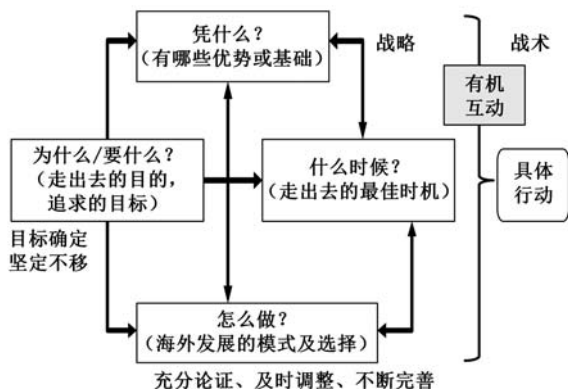 凭什么？
（有哪些优势或基础）
战略
战术
有机
互动
为什么/要什么？
（走出去的目的，
追求的目标）
什么时候？
（走出去的最佳时机）
具体
行动
目标确定
坚定不移
怎么做？
（海外发展的模式及选择）
充分论证、及时调整、不断完善